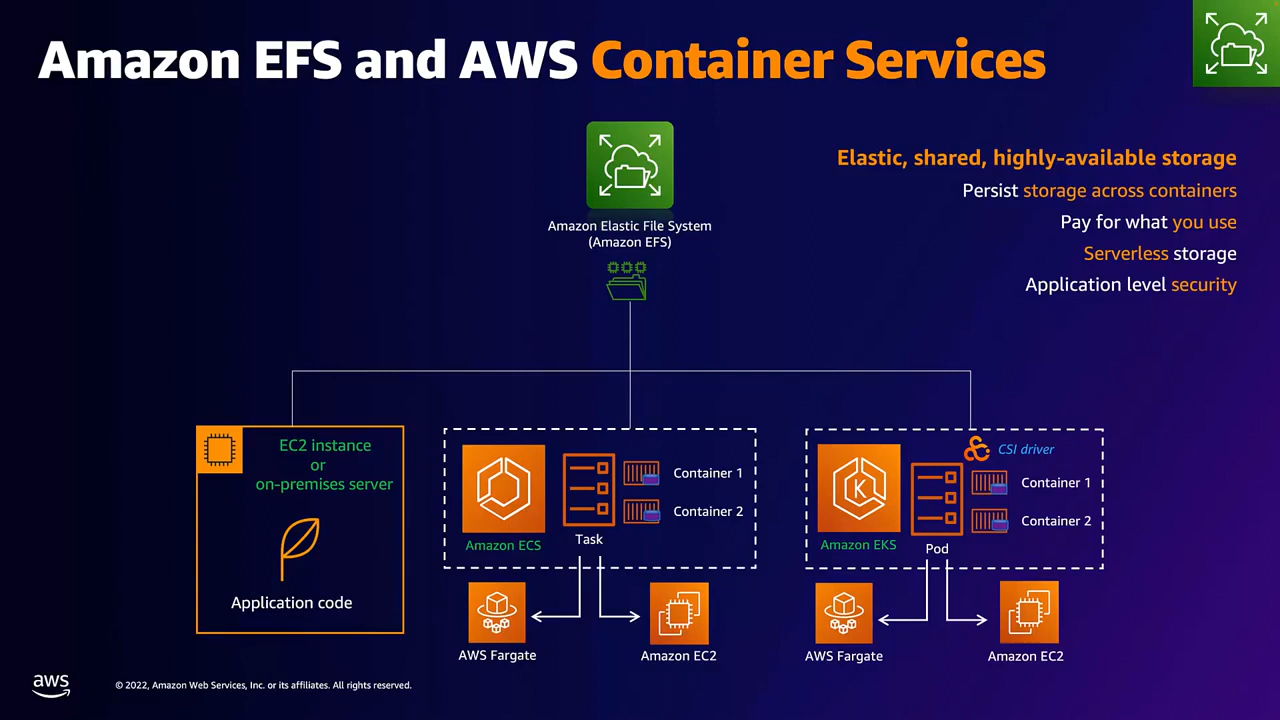 Amazon EFS and AWS Container Services
Elastic, shared, highly-available storage
Persist storage across containers
Pay for what you use
Serverless storage
Application level security
Amazon Elastic File System
(Amazon EFS)
EC2 instance
or
on-premises server
Application code
Amazon ECS
Task
Container 1
Container 2
AWS Fargate
Amazon EC2
K
Amazon EKS
CSI driver
Pod
Container 1
Container 2
AWS Fargate
Amazon EC2
aws
© 2022, Amazon Web Services, Inc. or its affiliates. All rights reserved.